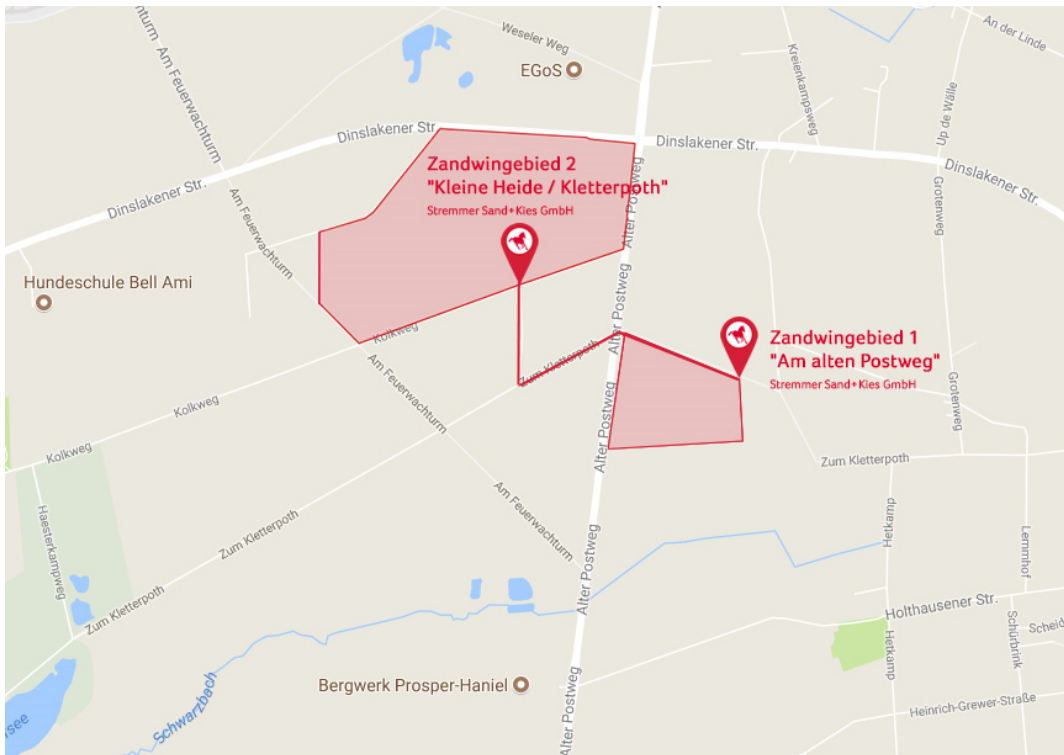 Am Feuerwachturm
Weseler Weg
EGoS
An der Linde
Kreienkampsweg
Up de Wälle
Dinslakener Str.
Dinslakener Str.
Dinslakener Str.
Dinslakener Str.
Zandwingebied 2
"Kleine Heide / Kletterpoth"
Stremmer Sand+Kies GmbH
Alter Postweg
Grotenweg
Am Feuerwachturm
Hundeschule Bell Ami
Kolkweg
Alter Postweg
Zandwingebied 1
"Am alten Postweg"
Stremmer Sand+Kies GmbH
Zum Kletterpoth
Am Feuerwachturm
Grotenweg
Kolkweg
Alter Postweg
Kolkweg
Zum Kletterpoth
Am Feuerwachturm
Haesterkampweg
Zum Kletterpoth
Hetkamp
Lemmhof
Alter Postweg
Zum Kletterpoth
Holthausener Str.
Schürbrink
Scheid
Hetkamp
Bergwerk Prosper-Haniel
Schwarzbach
Alter Postweg
Heinrich-Grewer-Straße
rsee